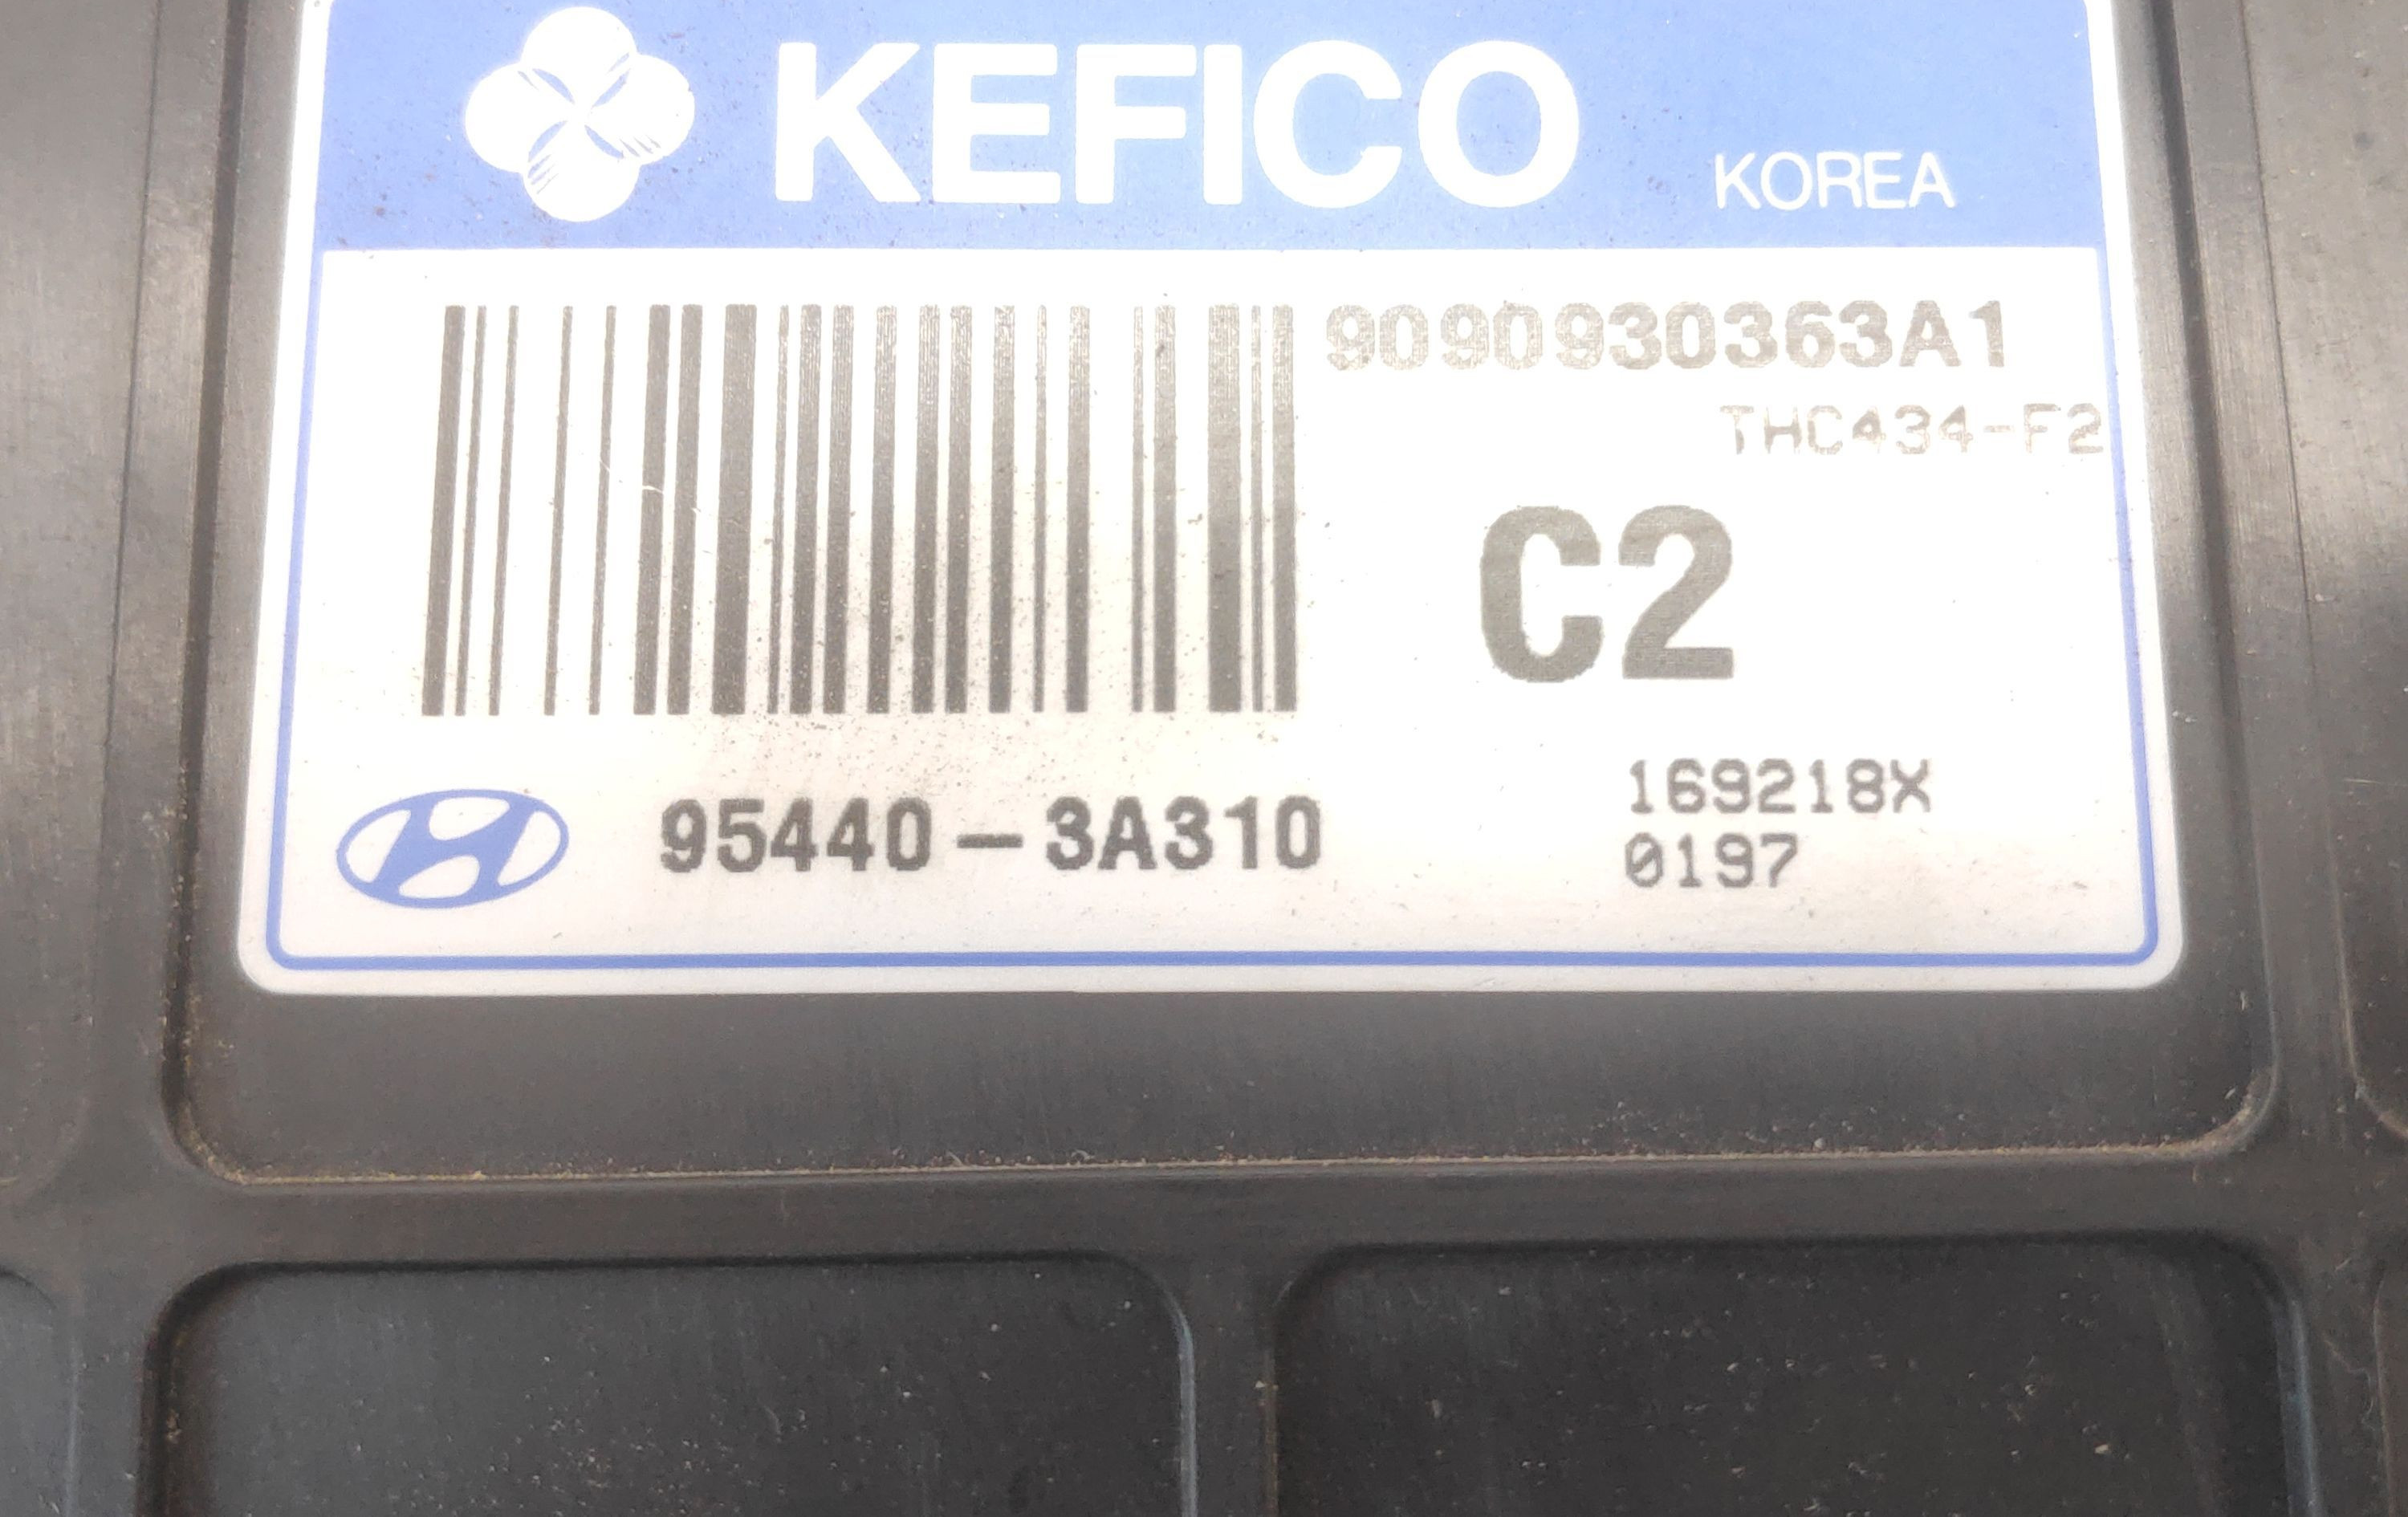 KEFICO KOREA
9090930363A1
THC434-F2
C2
95440-3A310
169218X
0197